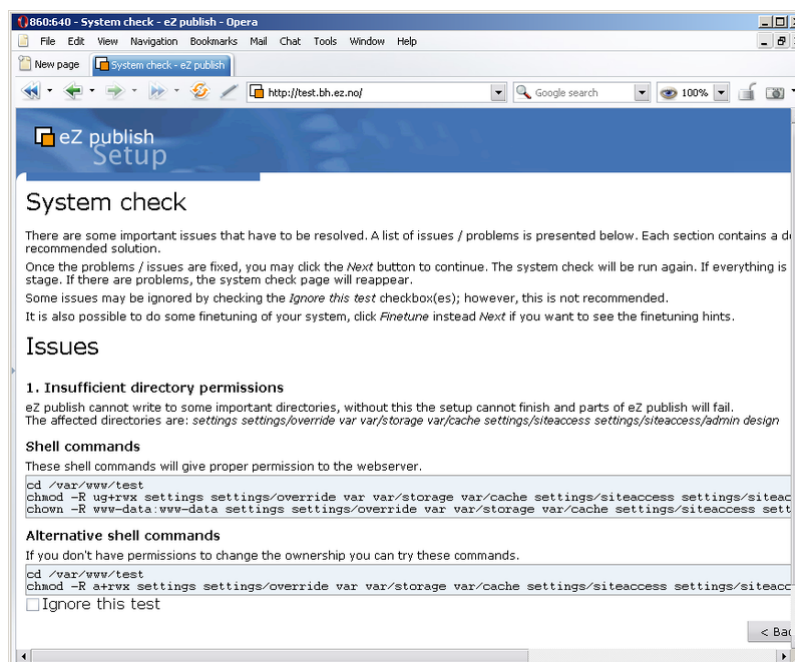 860:640 - System check - eZ publish - Opera
File Edit View Navigation Bookmarks Mail Chat Tools Window Help
New page System check - eZ publish
http://test.bh.ez.no/ Google search 100%
eZ publish
Setup
System check
There are some important issues that have to be resolved. A list of issues / problems is presented below. Each section contains a
recommended solution.
Once the problems / issues are fixed, you may click the Next button to continue. The system check will be run again. If everything is
stage. If there are problems, the system check page will reappear.
Some issues may be ignored by checking the Ignore this test checkbox(es); however, this is not recommended.
It is also possible to do some finetuning of your system, click Finetune instead Next if you want to see the finetuning hints.
Issues
1. Insufficient directory permissions
eZ publish cannot write to some important directories, without this the setup cannot finish and parts of eZ publish will fail.
The affected directories are: settings settings/override var var/storage var/cache settings/siteaccess settings/siteaccess/admin design
Shell commands
These shell commands will give proper permission to the webserver.
cd /var/www/test
chmod -R ug+rwx settings settings/override var var/storage var/cache settings/siteaccess settings/siteac
chown -R www-data:www-data settings settings/override var var/storage var/cache settings/siteaccess sett
Alternative shell commands
If you don't have permissions to change the ownership you can try these commands.
cd /var/www/test
chmod -R a+rwx settings settings/override var var/storage var/cache settings/siteaccess settings/siteacc
Ignore this test
< Ba